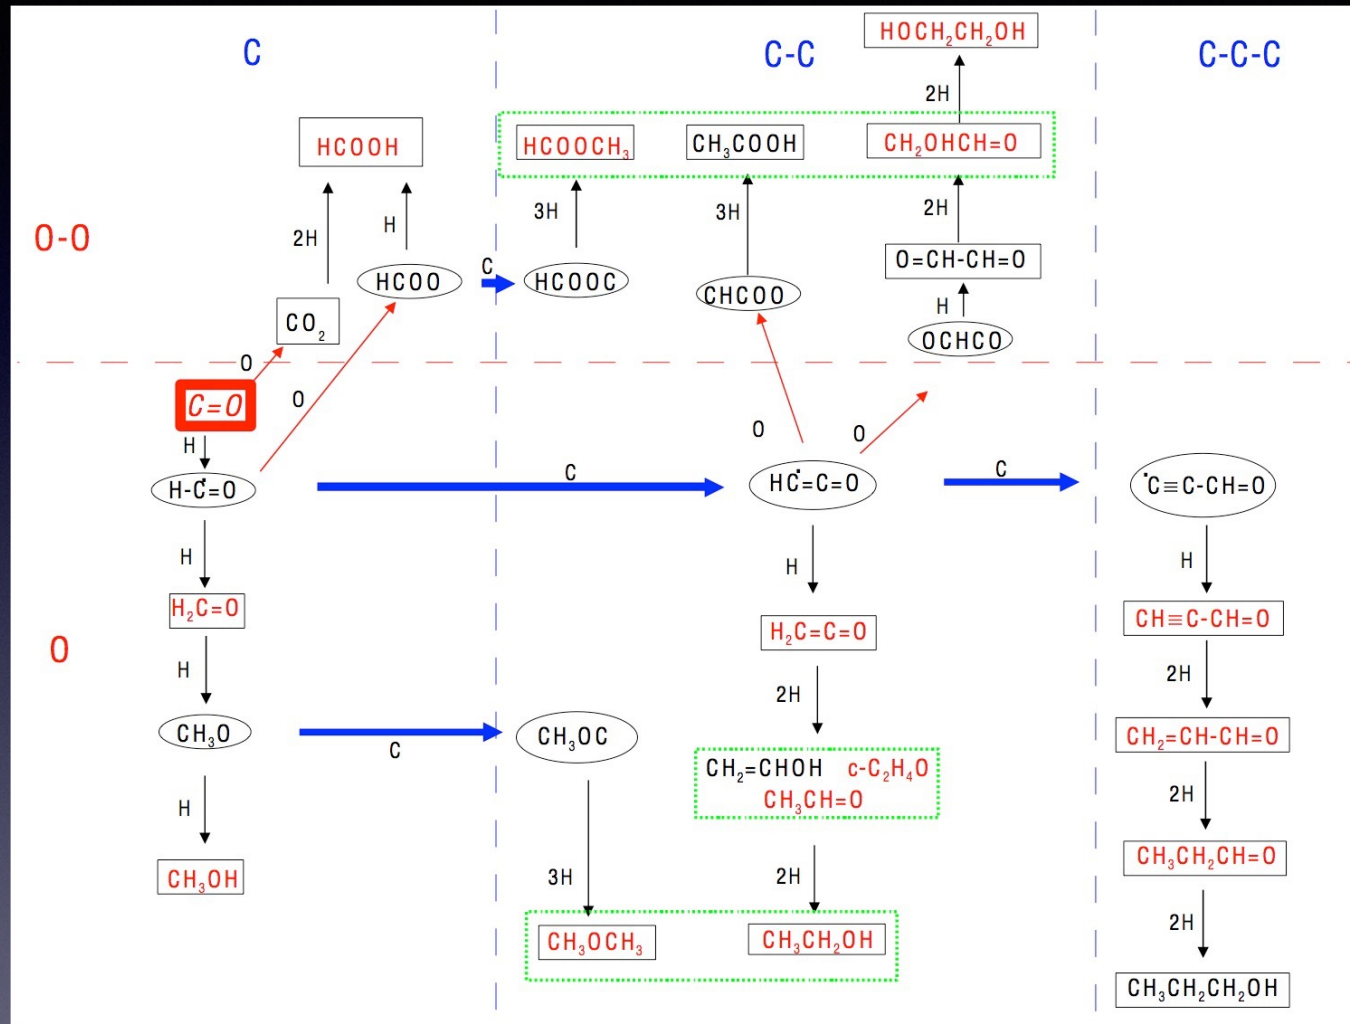 HOCH₂CH₂OH
C
C-C
C-C-C
2H
HCOOH
HCOOCH₃
CH₃COOH
CH₂OHCH=O
2H
H
3H
3H
2H
O-O
HCOO
C
HCOOC
CHCOO
O=CH-CH=O
H
CO₂
OCHCO
O
C=O
O
O
O
H
H-Ċ=O
C
HĊ=C=O
C
˙C≡C-CH=O
H
H
H
H₂C=O
H₂C=C=O
CH≡C-CH=O
O
H
2H
2H
CH₃O
C
CH₃OC
CH₂=CH-CH=O
CH₂=CHOH c-C₂H₄O
CH₃CH=O
H
2H
CH₃OH
3H
2H
CH₃CH₂CH=O
2H
CH₃OCH₃
CH₃CH₂OH
CH₃CH₂CH₂OH